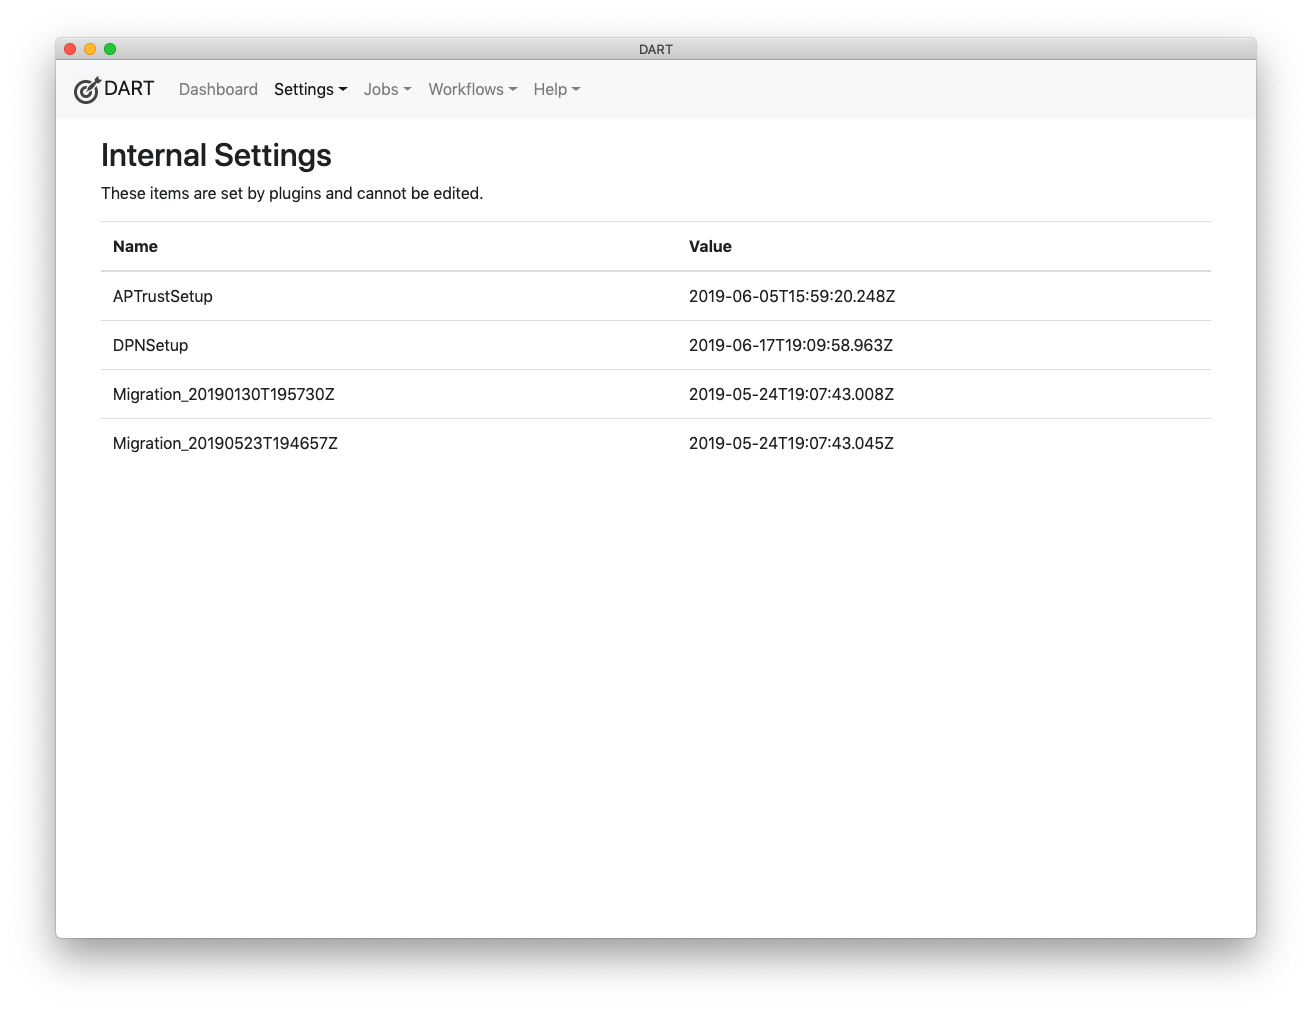 DART
DART Dashboard Settings Jobs Workflows Help
Internal Settings
These items are set by plugins and cannot be edited.
Name Value
APTrustSetup 2019-06-05T15:59:20.248Z
DPNSetup 2019-06-17T19:09:58.963Z
Migration_20190130T195730Z 2019-05-24T19:07:43.008Z
Migration_20190523T194657Z 2019-05-24T19:07:43.045Z